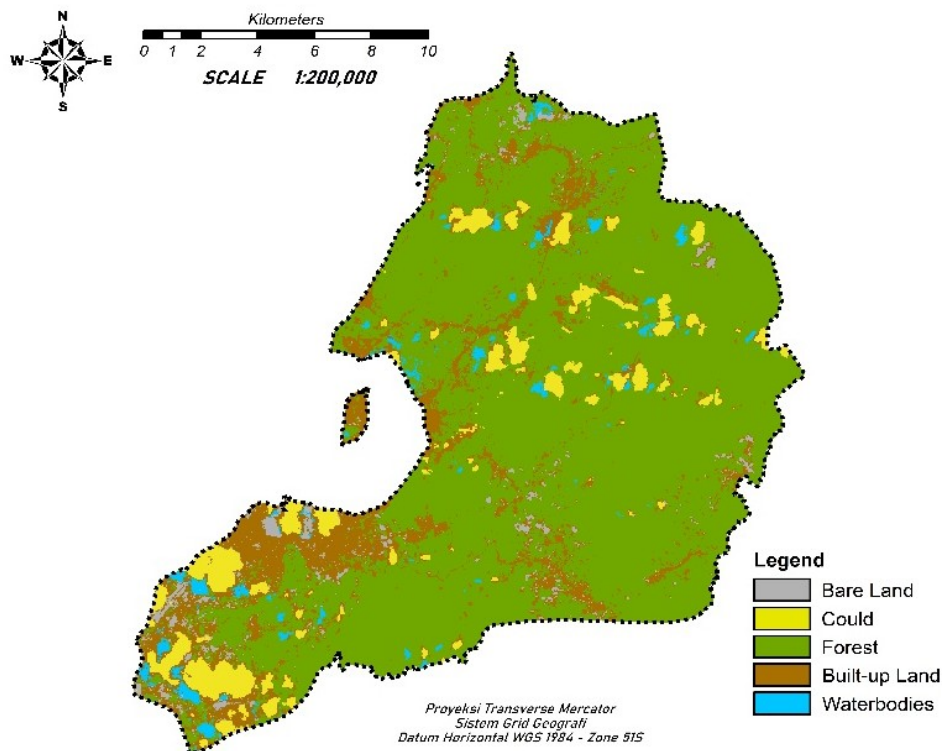 N
W E
S
Kilometers
0 1 2 4 6 8 10
SCALE 1:200,000
Legend
Bare Land
Could
Forest
Built-up Land
Waterbodies
Proyeksi Transverse Mercator
Sistem Grid Geografi
Datum Horizontal WGS 1984 - Zone 51S